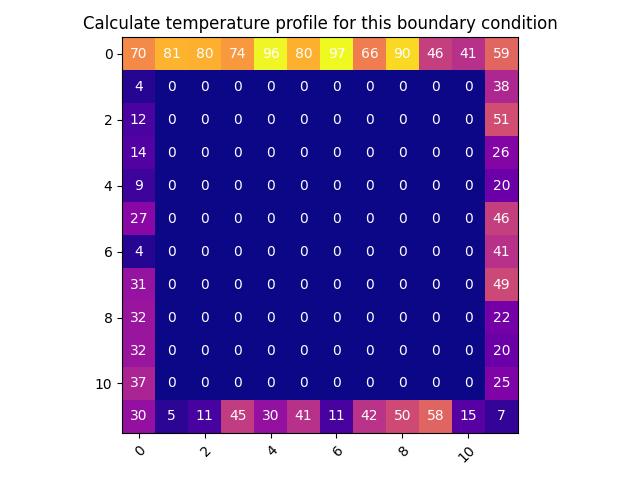 Calculate temperature profile for this boundary condition
0 70 81 80 74 96 80 97 66 90 46 41 59
4 0 0 0 0 0 0 0 0 0 0 38
2 12 0 0 0 0 0 0 0 0 0 0 51
14 0 0 0 0 0 0 0 0 0 0 26
4 9 0 0 0 0 0 0 0 0 0 0 20
27 0 0 0 0 0 0 0 0 0 0 46
6 4 0 0 0 0 0 0 0 0 0 0 41
31 0 0 0 0 0 0 0 0 0 0 49
8 32 0 0 0 0 0 0 0 0 0 0 22
32 0 0 0 0 0 0 0 0 0 0 20
10 37 0 0 0 0 0 0 0 0 0 0 25
30 5 11 45 30 41 11 42 50 58 15 7
0 2 4 6 8 10